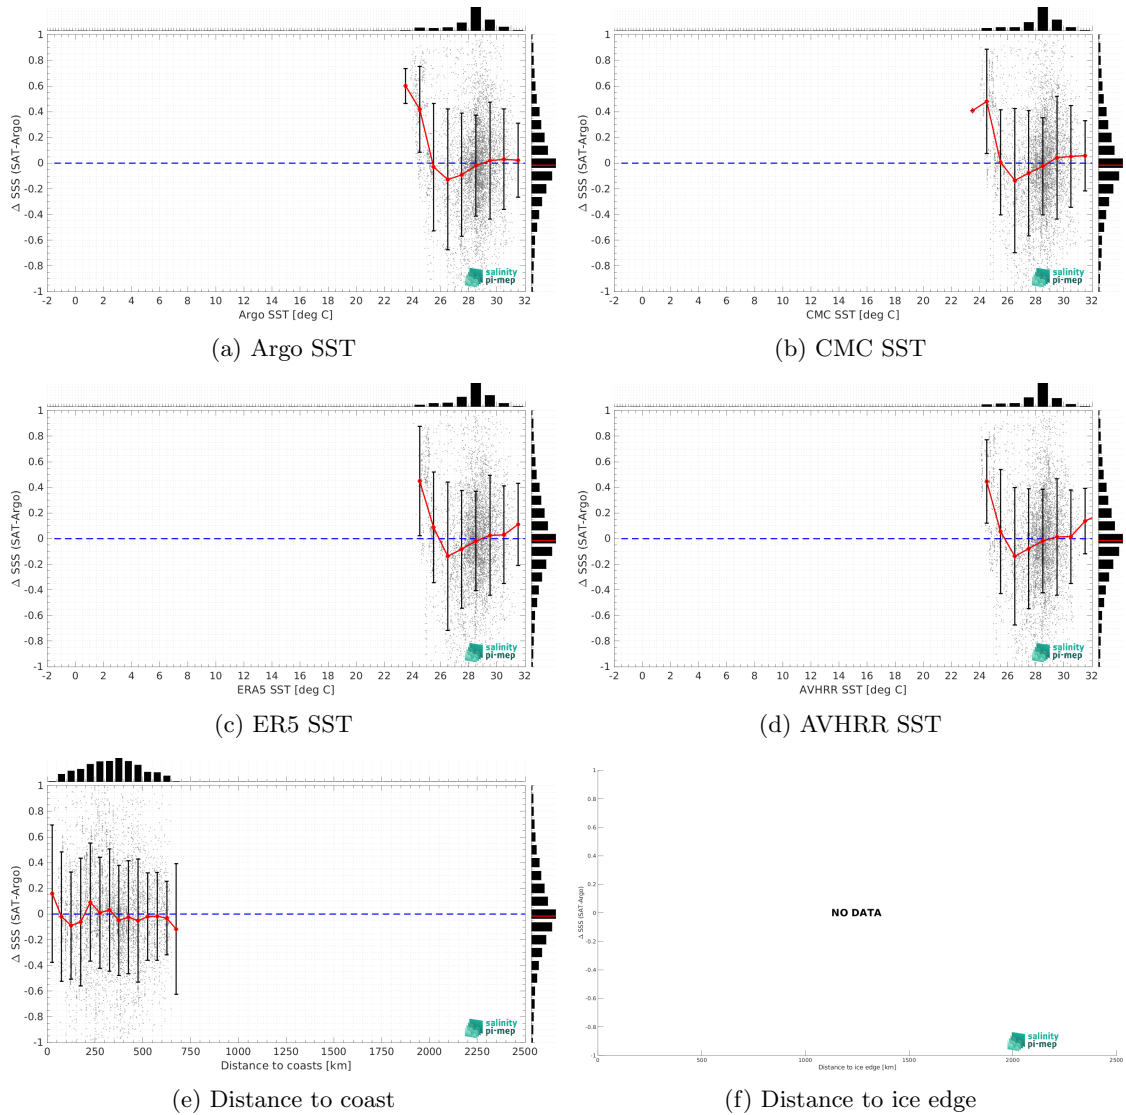 1
0.8
0.6
0.4
0.2
0
-0.2
-0.4
-0.6
-0.8
-1
Δ SSS (SAT-Argo)
salinity
pi-mep
-2 0 2 4 6 8 10 12 14 16 18 20 22 24 26 28 30 32
Argo SST [deg C]
(a) Argo SST
1
0.8
0.6
0.4
0.2
0
-0.2
-0.4
-0.6
-0.8
-1
Δ SSS (SAT-Argo)
salinity
pi-mep
-2 0 2 4 6 8 10 12 14 16 18 20 22 24 26 28 30 32
CMC SST [deg C]
(b) CMC SST
1
0.8
0.6
0.4
0.2
0
-0.2
-0.4
-0.6
-0.8
-1
Δ SSS (SAT-Argo)
salinity
pi-mep
-2 0 2 4 6 8 10 12 14 16 18 20 22 24 26 28 30 32
ERA5 SST [deg C]
(c) ER5 SST
1
0.8
0.6
0.4
0.2
0
-0.2
-0.4
-0.6
-0.8
-1
Δ SSS (SAT-Argo)
salinity
pi-mep
-2 0 2 4 6 8 10 12 14 16 18 20 22 24 26 28 30 32
AVHRR SST [deg C]
(d) AVHRR SST
1
0.8
0.6
0.4
0.2
0
-0.2
-0.4
-0.6
-0.8
-1
Δ SSS (SAT-Argo)
salinity
pi-mep
0 250 500 750 1000 1250 1500 1750 2000 2250 2500
Distance to coasts [km]
(e) Distance to coast
1
0.8
0.6
0.4
0.2
0
-0.2
-0.4
-0.6
-0.8
-1
Δ SSS (SAT-Argo)
NO DATA
salinity
pi-mep
0 500 1000 1500 2000 2500
Distance to ice edge [km]
(f) Distance to ice edge